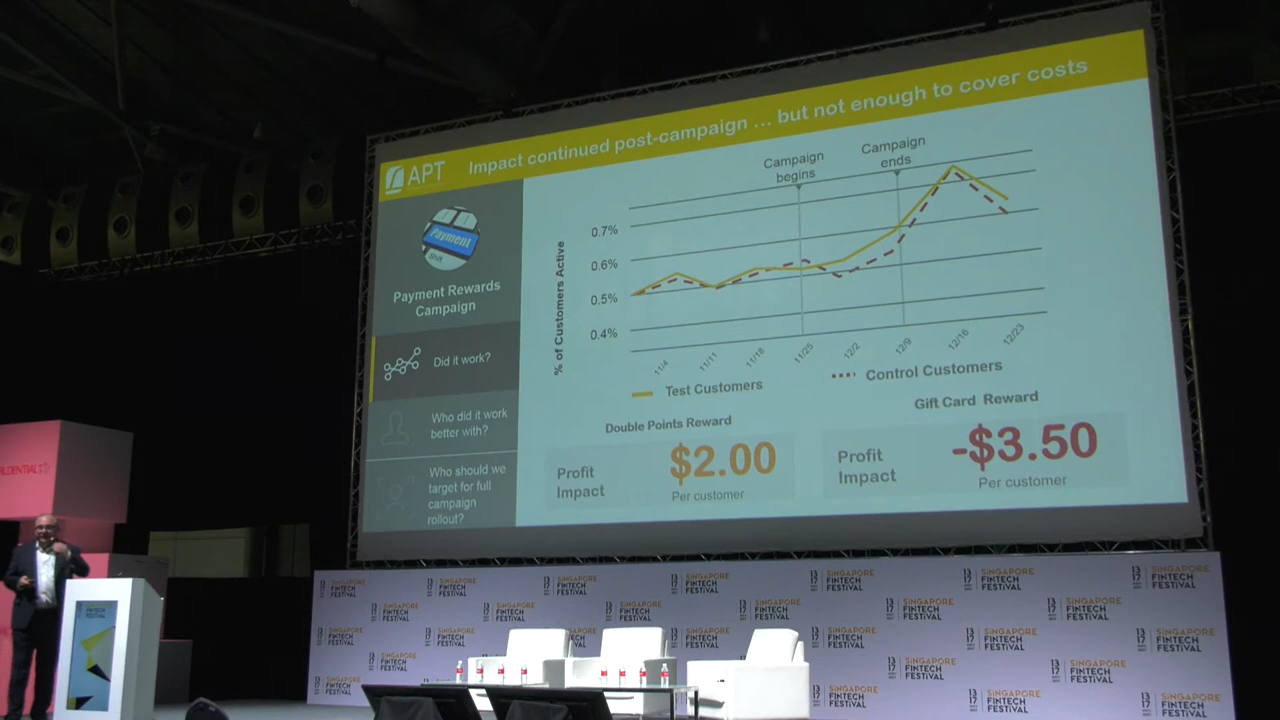 Impact continued post-campaign ... but not enough to cover costs
APT
Payment
Shift
Payment Rewards
Campaign
Did it work?
Who did it work
better with?
Who should we
target for full
campaign
rollout?
Campaign
begins
Campaign
ends
% of Customers Active
0.7%
0.6%
0.5%
0.4%
11/4
11/11
11/18
11/25
12/2
12/9
12/16
12/23
Test Customers
Control Customers
Double Points Reward
Profit
Impact
$2.00
Per customer
Gift Card Reward
Profit
Impact
-$3.50
Per customer
13
17
SINGAPORE
FINTECH
FESTIVAL